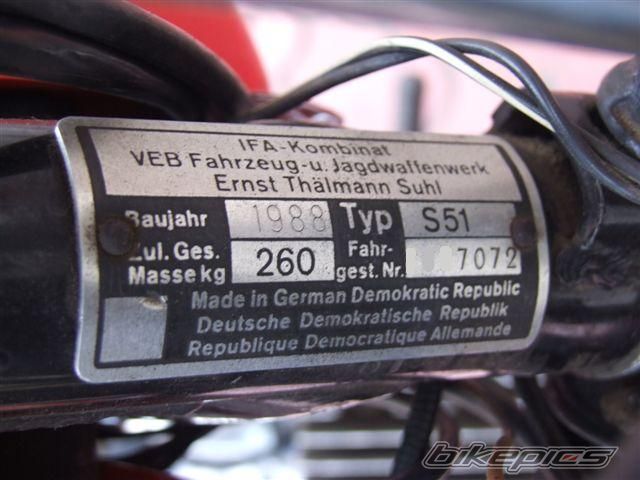 IFA-Kombinat
VEB Fahrzeug-u. Jagdwaffenwerk
Ernst Thälmann Suhl
Baujahr 1988 Typ S51
Zul. Ges. Masse kg 260 Fahr-gest. Nr. 7072
Made in German Demokratic Republic
Deutsche Demokratische Republik
Republique Democratique Allemande
bikepics